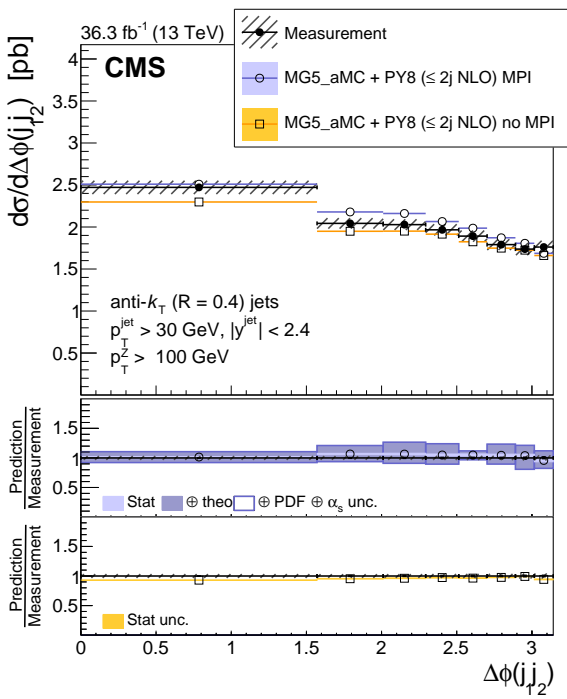 36.3 fb⁻¹ (13 TeV)
CMS
Measurement
MG5_aMC + PY8 (≤ 2j NLO) MPI
MG5_aMC + PY8 (≤ 2j NLO) no MPI
dσ/dΔϕ(j₁j₂) [pb]
4
3.5
3
2.5
2
1.5
1
0.5
anti-k_T (R = 0.4) jets
p_T^jet > 30 GeV, |y^jet| < 2.4
p_T^Z > 100 GeV
Prediction
Measurement
1.5
1
0.5
Stat ⊕ theo ⊕ PDF ⊕ α_s unc.
Prediction
Measurement
1.5
1
0.5
Stat unc.
0 0.5 1 1.5 2 2.5 3
Δϕ(j₁j₂)